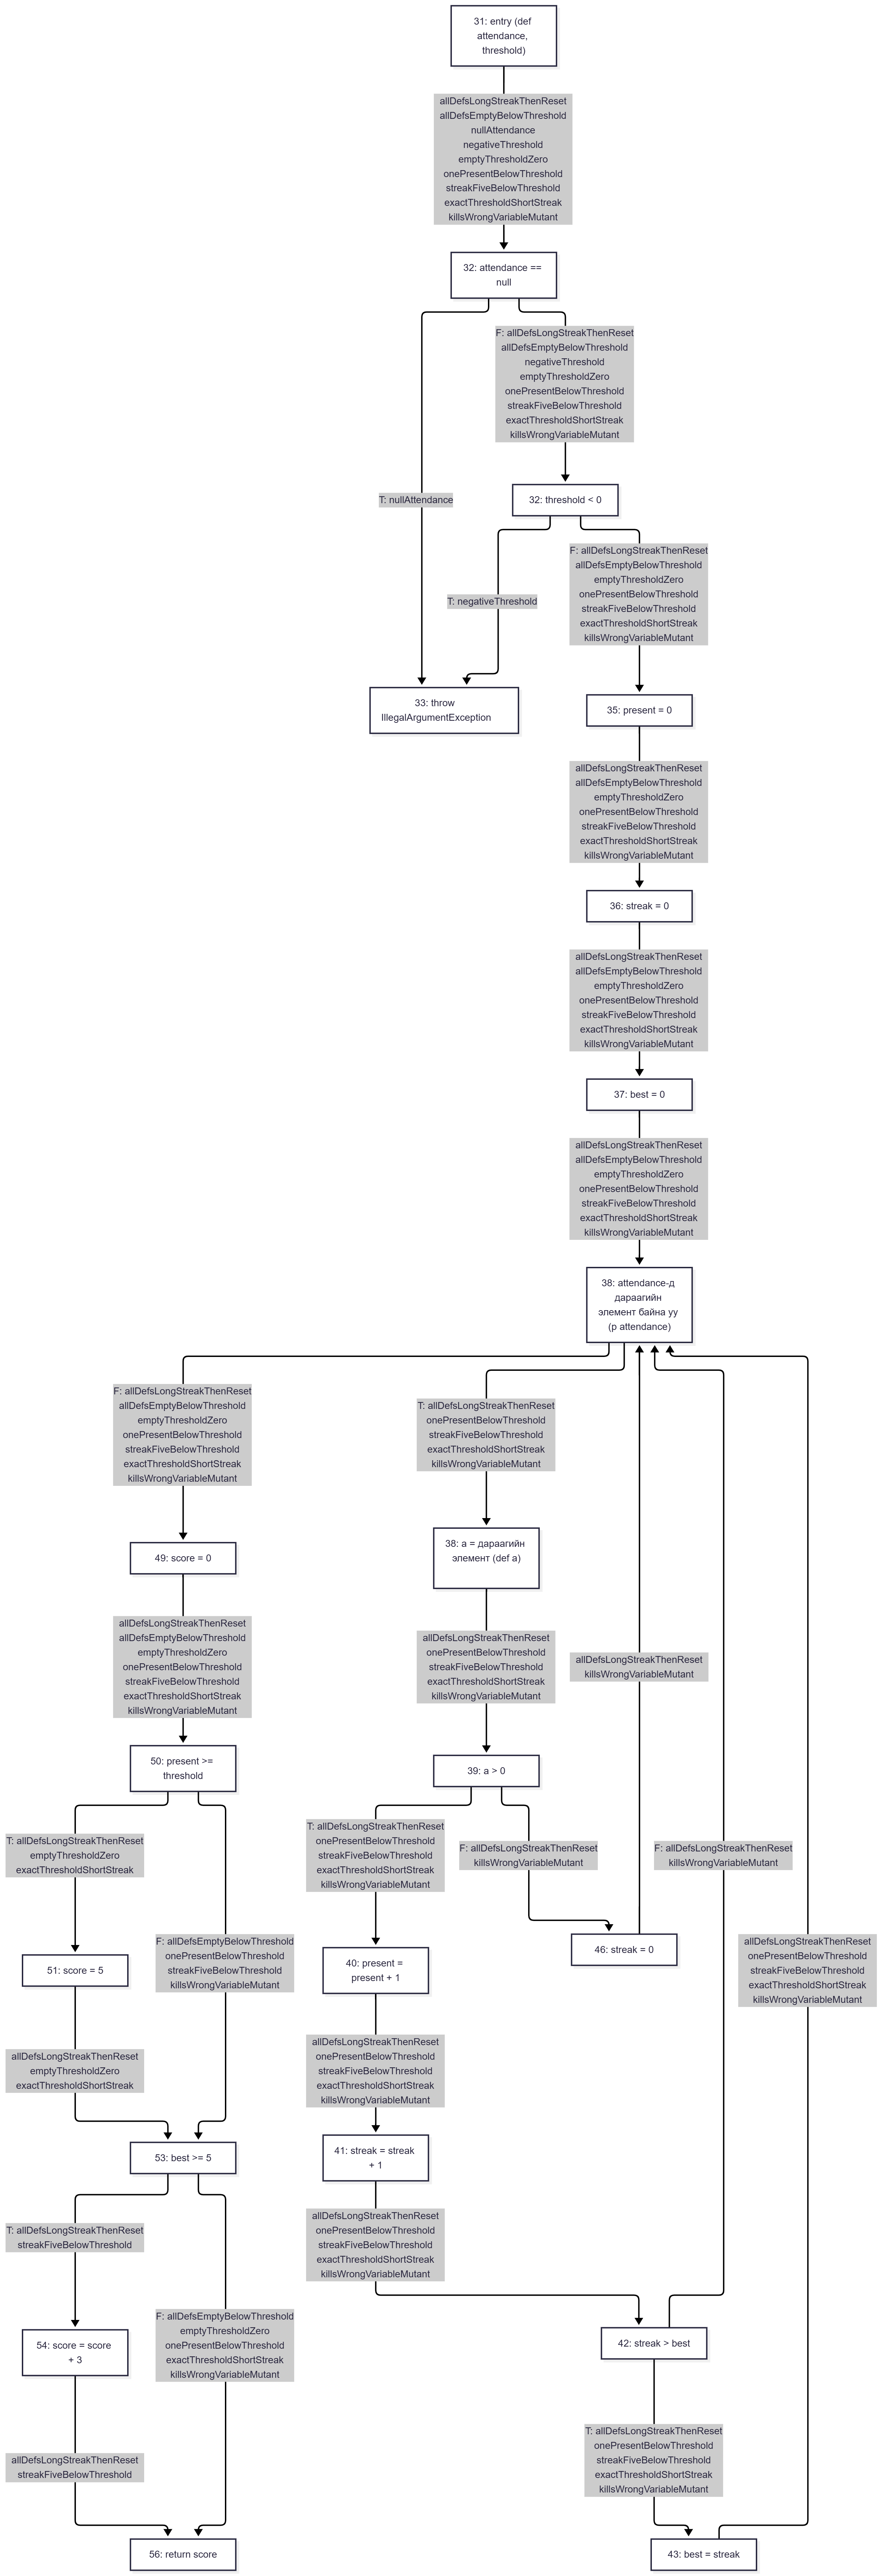 31: entry (def
attendance,
threshold)
allDefsLongStreakThenReset
allDefsEmptyBelowThreshold
nullAttendance
negativeThreshold
emptyThresholdZero
onePresentBelowThreshold
streakFiveBelowThreshold
exactThresholdShortStreak
killsWrongVariableMutant
32: attendance ==
null
F: allDefsLongStreakThenReset
allDefsEmptyBelowThreshold
negativeThreshold
emptyThresholdZero
onePresentBelowThreshold
streakFiveBelowThreshold
exactThresholdShortStreak
killsWrongVariableMutant
T: nullAttendance
32: threshold < 0
F: allDefsLongStreakThenReset
allDefsEmptyBelowThreshold
emptyThresholdZero
onePresentBelowThreshold
streakFiveBelowThreshold
exactThresholdShortStreak
killsWrongVariableMutant
T: negativeThreshold
33: throw
IllegalArgumentException
35: present = 0
allDefsLongStreakThenReset
allDefsEmptyBelowThreshold
emptyThresholdZero
onePresentBelowThreshold
streakFiveBelowThreshold
exactThresholdShortStreak
killsWrongVariableMutant
36: streak = 0
allDefsLongStreakThenReset
allDefsEmptyBelowThreshold
emptyThresholdZero
onePresentBelowThreshold
streakFiveBelowThreshold
exactThresholdShortStreak
killsWrongVariableMutant
37: best = 0
allDefsLongStreakThenReset
allDefsEmptyBelowThreshold
emptyThresholdZero
onePresentBelowThreshold
streakFiveBelowThreshold
exactThresholdShortStreak
killsWrongVariableMutant
38: attendance-д
дараагийн
элемент байна уу
(p attendance)
F: allDefsLongStreakThenReset
allDefsEmptyBelowThreshold
emptyThresholdZero
onePresentBelowThreshold
streakFiveBelowThreshold
exactThresholdShortStreak
killsWrongVariableMutant
T: allDefsLongStreakThenReset
onePresentBelowThreshold
streakFiveBelowThreshold
exactThresholdShortStreak
killsWrongVariableMutant
49: score = 0
38: a = дараагийн
элемент (def a)
allDefsLongStreakThenReset
allDefsEmptyBelowThreshold
emptyThresholdZero
onePresentBelowThreshold
streakFiveBelowThreshold
exactThresholdShortStreak
killsWrongVariableMutant
allDefsLongStreakThenReset
onePresentBelowThreshold
streakFiveBelowThreshold
exactThresholdShortStreak
killsWrongVariableMutant
allDefsLongStreakThenReset
killsWrongVariableMutant
50: present >=
threshold
39: a > 0
T: allDefsLongStreakThenReset
emptyThresholdZero
exactThresholdShortStreak
T: allDefsLongStreakThenReset
onePresentBelowThreshold
streakFiveBelowThreshold
exactThresholdShortStreak
killsWrongVariableMutant
F: allDefsLongStreakThenReset
killsWrongVariableMutant
F: allDefsLongStreakThenReset
killsWrongVariableMutant
51: score = 5
F: allDefsEmptyBelowThreshold
onePresentBelowThreshold
streakFiveBelowThreshold
killsWrongVariableMutant
40: present =
present + 1
46: streak = 0
allDefsLongStreakThenReset
onePresentBelowThreshold
streakFiveBelowThreshold
exactThresholdShortStreak
killsWrongVariableMutant
allDefsLongStreakThenReset
emptyThresholdZero
exactThresholdShortStreak
allDefsLongStreakThenReset
onePresentBelowThreshold
streakFiveBelowThreshold
exactThresholdShortStreak
killsWrongVariableMutant
53: best >= 5
41: streak = streak
+ 1
T: allDefsLongStreakThenReset
streakFiveBelowThreshold
allDefsLongStreakThenReset
onePresentBelowThreshold
streakFiveBelowThreshold
exactThresholdShortStreak
killsWrongVariableMutant
54: score = score
+ 3
F: allDefsEmptyBelowThreshold
emptyThresholdZero
onePresentBelowThreshold
exactThresholdShortStreak
killsWrongVariableMutant
42: streak > best
allDefsLongStreakThenReset
streakFiveBelowThreshold
T: allDefsLongStreakThenReset
onePresentBelowThreshold
streakFiveBelowThreshold
exactThresholdShortStreak
killsWrongVariableMutant
56: return score
43: best = streak